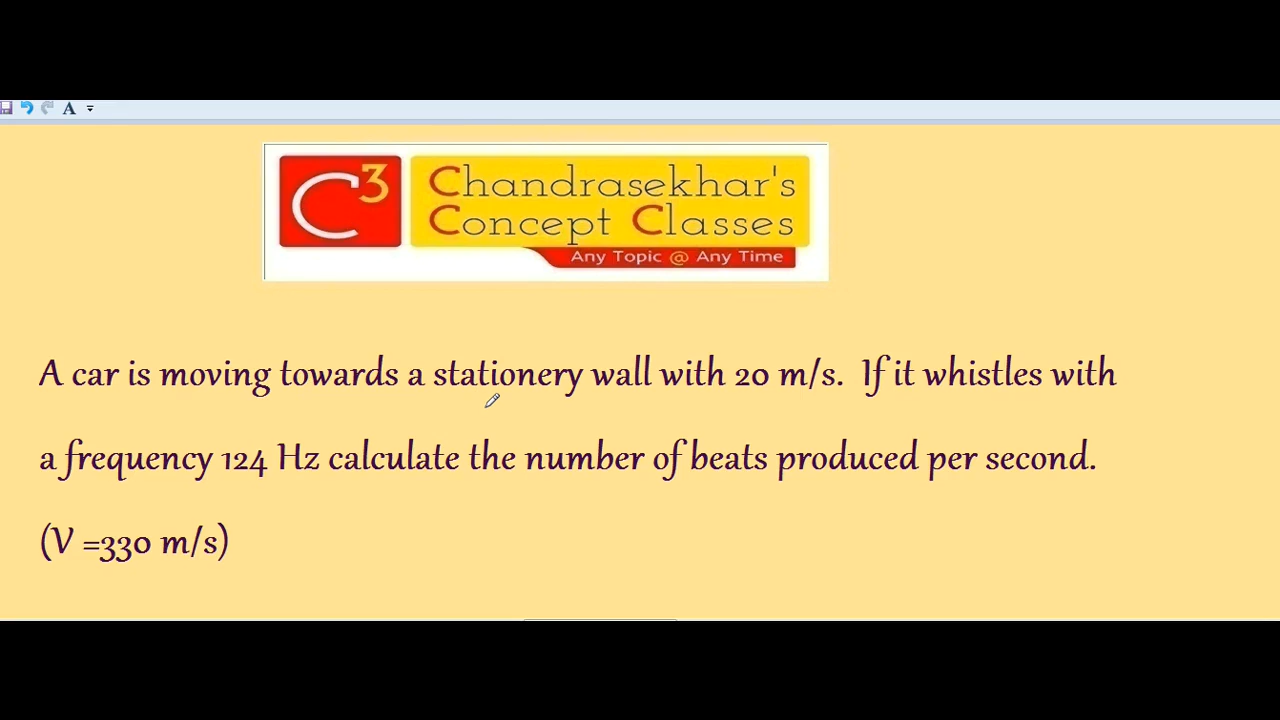 A
C3
Chandrasekhar's
Concept Classes
Any Topic @ Any Time
A car is moving towards a stationery wall with 20 m/s. If it whistles with
a frequency 124 Hz calculate the number of beats produced per second.
(V =330 m/s)